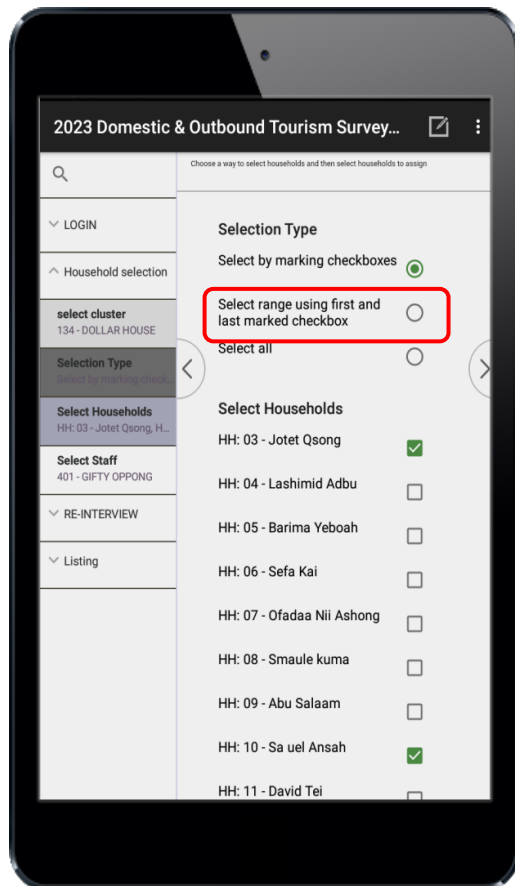 2023 Domestic & Outbound Tourism Survey...
Choose a way to select households and then select households to assign
LOGIN
Household selection
select cluster
134 - DOLLAR HOUSE
Selection Type
Select by marking check...
Select Households
HH: 03 - Jotet Qsong, H...
Select Staff
401 - GIFTY OPPONG
RE-INTERVIEW
Listing
Selection Type
Select by marking checkboxes
Select range using first and
last marked checkbox
Select all
Select Households
HH: 03 - Jotet Qsong
HH: 04 - Lashimid Adbu
HH: 05 - Barima Yeboah
HH: 06 - Sefa Kai
HH: 07 - Ofadaa Nii Ashong
HH: 08 - Smaule kuma
HH: 09 - Abu Salaam
HH: 10 - Sa uel Ansah
HH: 11 - David Tei